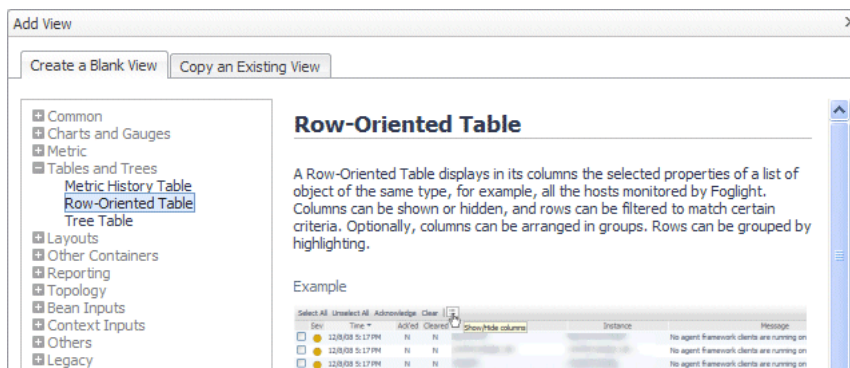 Add View
Create a Blank View
Copy an Existing View
Common
Charts and Gauges
Metric
Tables and Trees
Metric History Table
Row-Oriented Table
Tree Table
Layouts
Other Containers
Reporting
Topology
Bean Inputs
Context Inputs
Others
Legacy
Row-Oriented Table
A Row-Oriented Table displays in its columns the selected properties of a list of
object of the same type, for example, all the hosts monitored by Foglight.
Columns can be shown or hidden, and rows can be filtered to match certain
criteria. Optionally, columns can be arranged in groups. Rows can be grouped by
highlighting.
Example
Select All Unselect All Acknowledge Clear
Sev Time Ack'ed Cleared Show/Hide columns Instance Message
12/8/08 5:17 PM N N No agent framework clients are running on
12/8/08 5:17 PM N N No agent framework clients are running on
12/8/08 5:17 PM N N No agent framework clients are running on